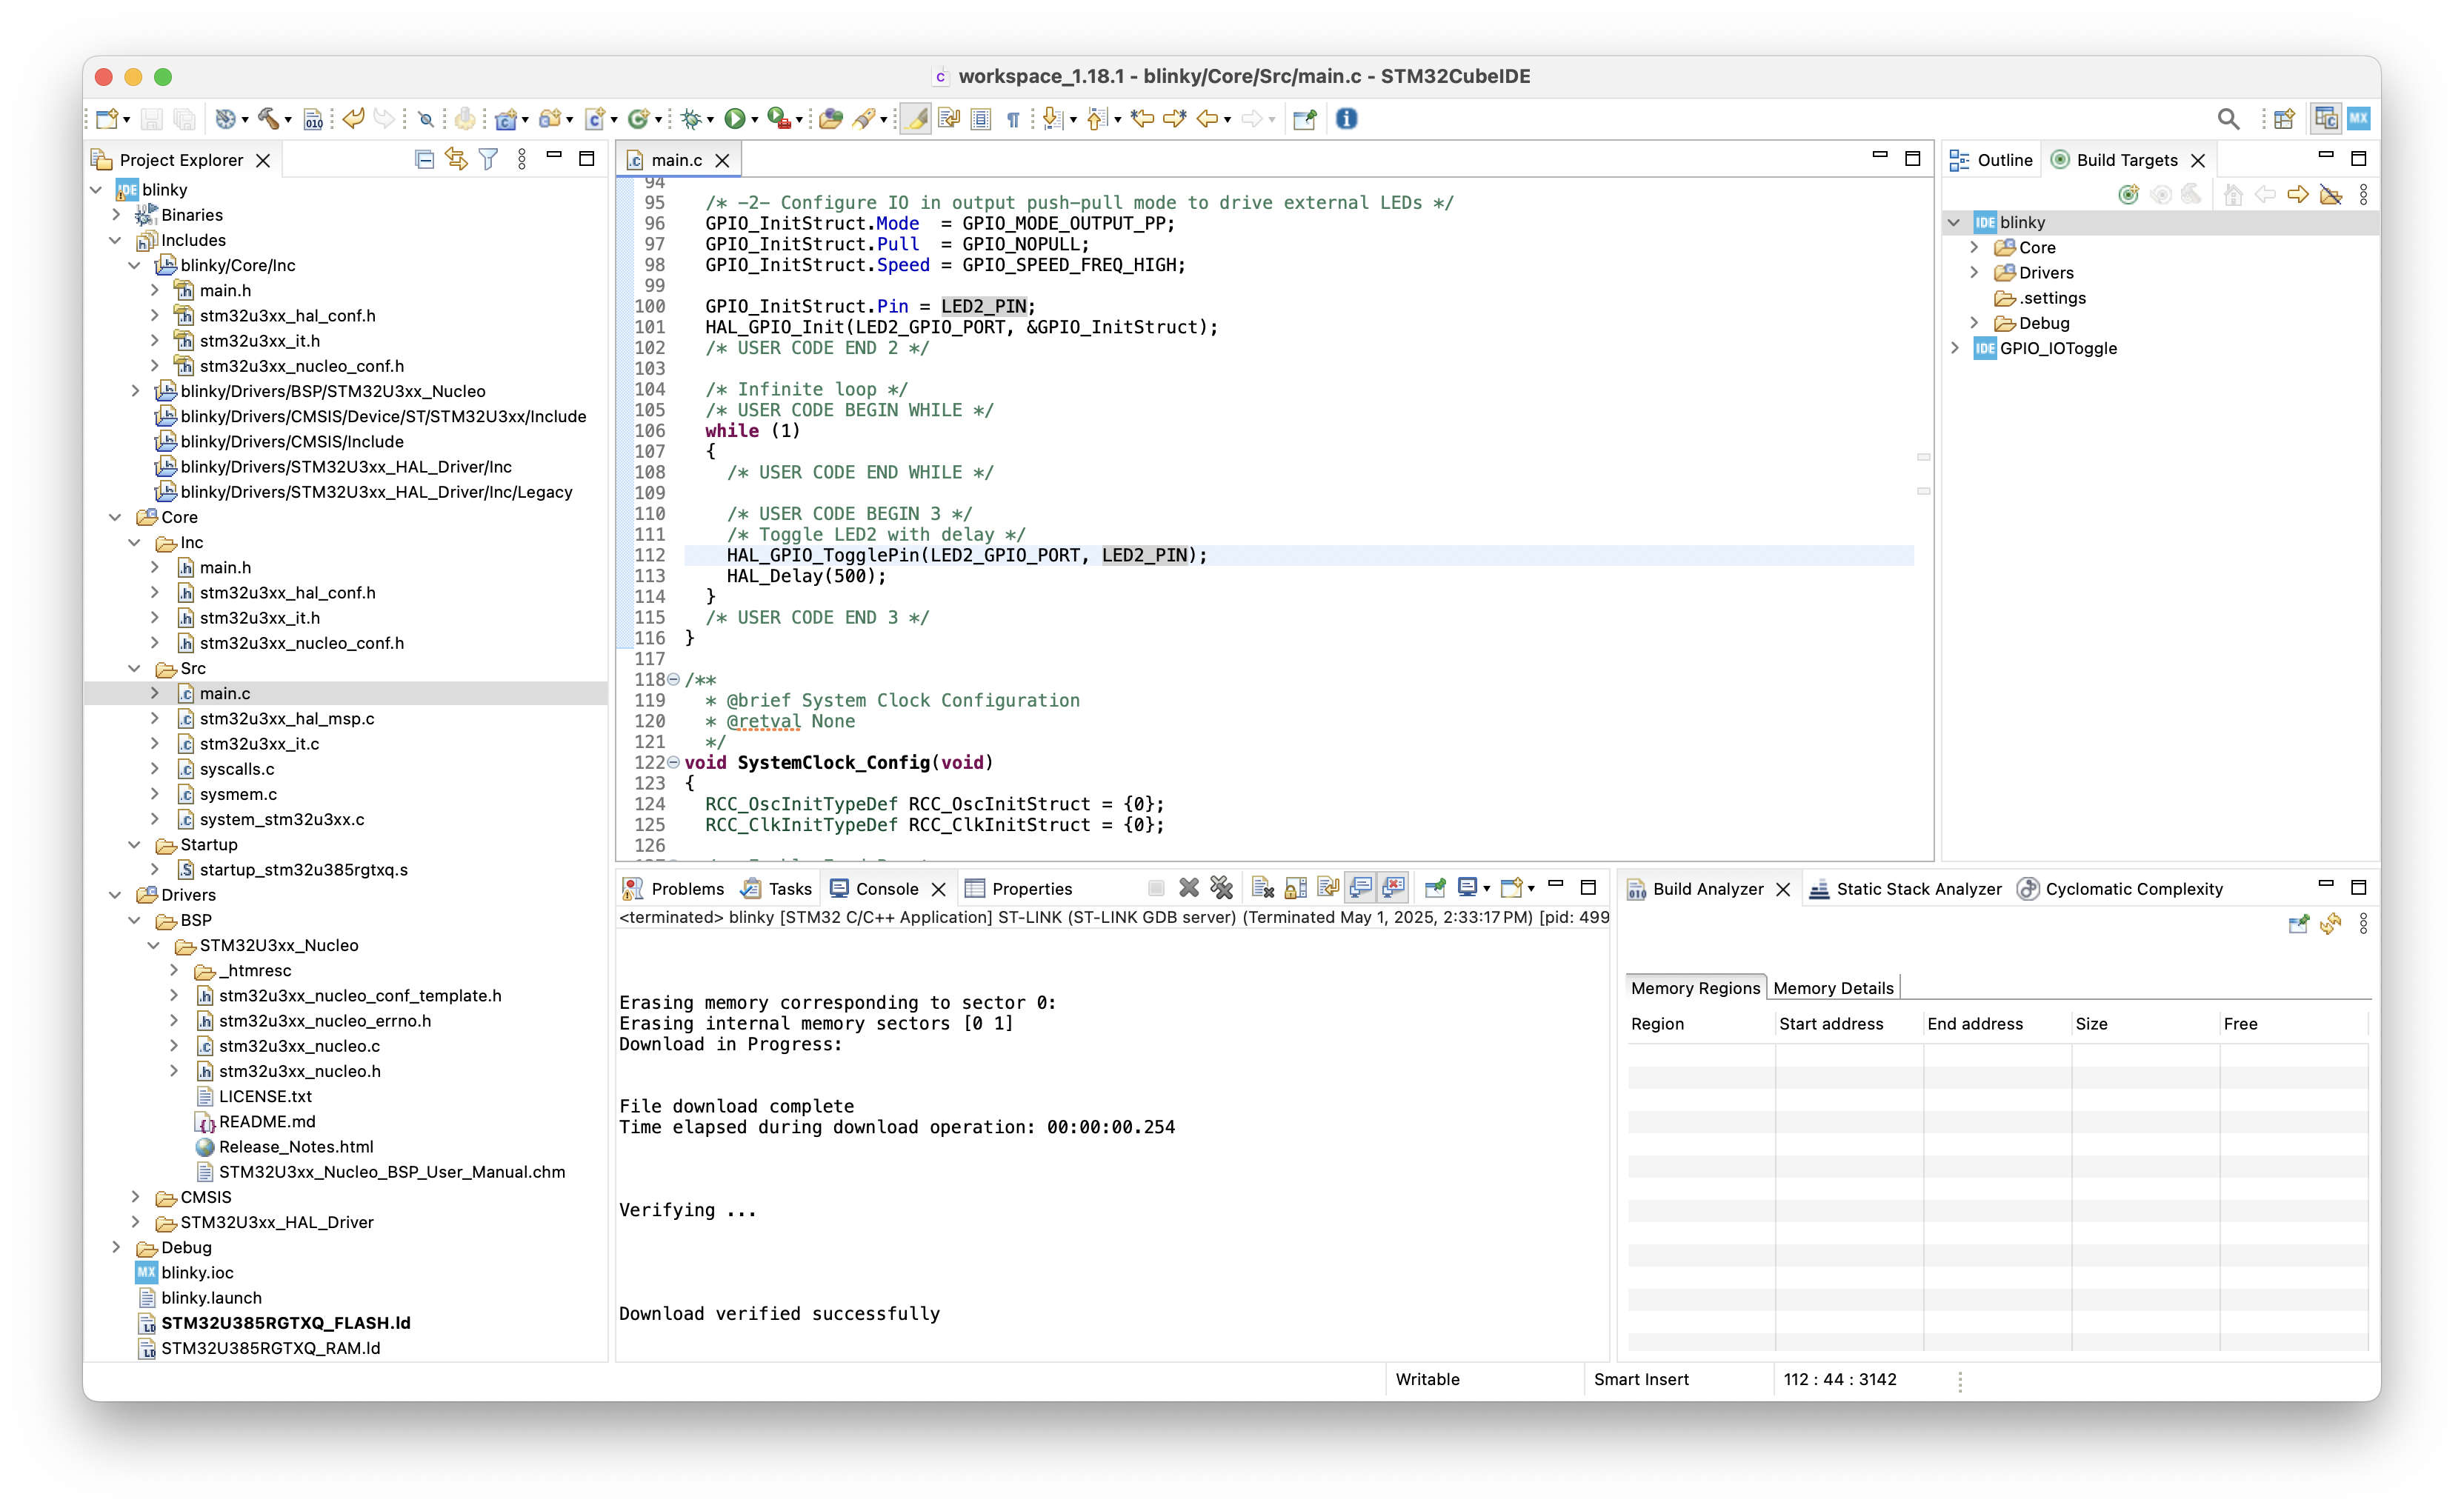 workspace_1.18.1 - blinky/Core/Src/main.c - STM32CubeIDE
Project Explorer
blinky
Binaries
Includes
blinky/Core/Inc
main.h
stm32u3xx_hal_conf.h
stm32u3xx_it.h
stm32u3xx_nucleo_conf.h
blinky/Drivers/BSP/STM32U3xx_Nucleo
blinky/Drivers/CMSIS/Device/ST/STM32U3xx/Include
blinky/Drivers/CMSIS/Include
blinky/Drivers/STM32U3xx_HAL_Driver/Inc
blinky/Drivers/STM32U3xx_HAL_Driver/Inc/Legacy
Core
Inc
main.h
stm32u3xx_hal_conf.h
stm32u3xx_it.h
stm32u3xx_nucleo_conf.h
Src
main.c
stm32u3xx_hal_msp.c
stm32u3xx_it.c
syscalls.c
sysmem.c
system_stm32u3xx.c
Startup
startup_stm32u385rgtxq.s
Drivers
BSP
STM32U3xx_Nucleo
_htmresc
stm32u3xx_nucleo_conf_template.h
stm32u3xx_nucleo_errno.h
stm32u3xx_nucleo.c
stm32u3xx_nucleo.h
LICENSE.txt
README.md
Release_Notes.html
STM32U3xx_Nucleo_BSP_User_Manual.chm
CMSIS
STM32U3xx_HAL_Driver
Debug
blinky.ioc
blinky.launch
STM32U385RGTXQ_FLASH.ld
STM32U385RGTXQ_RAM.ld
main.c
94
95 /* -2- Configure IO in output push-pull mode to drive external LEDs */
96 GPIO_InitStruct.Mode = GPIO_MODE_OUTPUT_PP;
97 GPIO_InitStruct.Pull = GPIO_NOPULL;
98 GPIO_InitStruct.Speed = GPIO_SPEED_FREQ_HIGH;
99
100 GPIO_InitStruct.Pin = LED2_PIN;
101 HAL_GPIO_Init(LED2_GPIO_PORT, &GPIO_InitStruct);
102 /* USER CODE END 2 */
103
104 /* Infinite loop */
105 /* USER CODE BEGIN WHILE */
106 while (1)
107 {
108 /* USER CODE END WHILE */
109
110 /* USER CODE BEGIN 3 */
111 /* Toggle LED2 with delay */
112 HAL_GPIO_TogglePin(LED2_GPIO_PORT, LED2_PIN);
113 HAL_Delay(500);
114 }
115 /* USER CODE END 3 */
116 }
117
118 /**
119 * @brief System Clock Configuration
120 * @retval None
121 */
122 void SystemClock_Config(void)
123 {
124 RCC_OscInitTypeDef RCC_OscInitStruct = {0};
125 RCC_ClkInitTypeDef RCC_ClkInitStruct = {0};
126
Outline Build Targets
blinky
Core
Drivers
.settings
Debug
GPIO_IOToggle
Problems Tasks Console Properties
<terminated> blinky [STM32 C/C++ Application] ST-LINK (ST-LINK GDB server) (Terminated May 1, 2025, 2:33:17 PM) [pid: 499
Erasing memory corresponding to sector 0:
Erasing internal memory sectors [0 1]
Download in Progress:
File download complete
Time elapsed during download operation: 00:00:00.254
Verifying ...
Download verified successfully
Build Analyzer Static Stack Analyzer Cyclomatic Complexity
Memory Regions Memory Details
Region Start address End address Size Free
Writable Smart Insert 112 : 44 : 3142